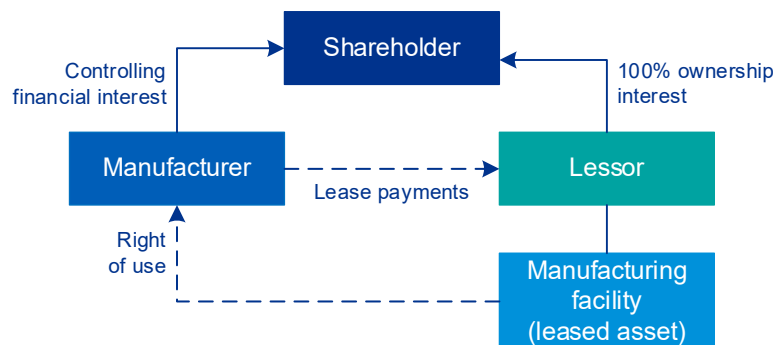 Shareholder
Controlling
financial interest
100% ownership
interest
Manufacturer
Lease payments
Lessor
Right
of use
Manufacturing
facility
(leased asset)